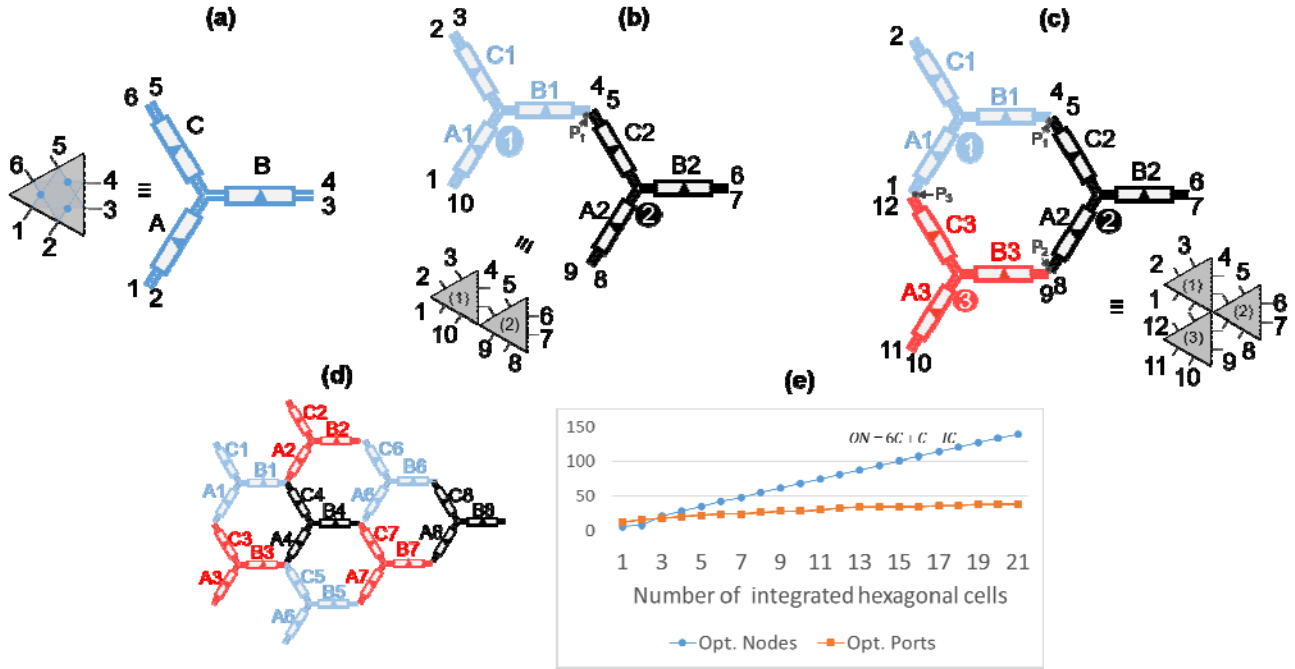 (a)
5
6
C
B
4
3
A
1
2
6
5
4
3
1
2
≡
(b)
3
2
C1
B1
4
5
P1
A1
1
C2
1
10
B2
6
7
A2
2
9
8
≡
3
2
4
5
(1)
1
(2)
6
7
10
9
8
(c)
2
C1
B1
4
5
P1
A1
1
C2
1
12
P3
B2
6
7
A2
2
C3
P2
B3
9
8
A3
3
11
10
≡
3
4
2
5
(1)
1
(2)
6
7
12
(3)
8
9
11
10
(d)
C2
B2
C1
A2
C6
B1
B6
A1
C4
A6
C8
B4
B8
C3
A4
C7
A8
B3
B7
A3
C5
A7
B5
A6
(e)
150
ON = 6C + C − IC
100
50
0
1 3 5 7 9 11 13 15 17 19 21
Number of integrated hexagonal cells
Opt. Nodes Opt. Ports